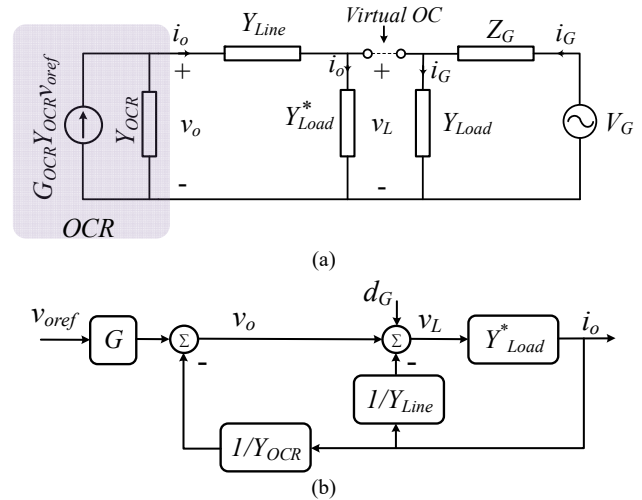 Virtual OC
i_o
Y_Line
Z_G
i_G
+
i_o
+
i_G
G_OCR Y_OCR v_oref
Y_OCR
v_o
Y*_Load
v_L
Y_Load
V_G
-
-
OCR
(a)
d_G
v_oref
G
Σ
v_o
Σ
v_L
Y*_Load
i_o
-
-
1/Y_Line
1/Y_OCR
(b)